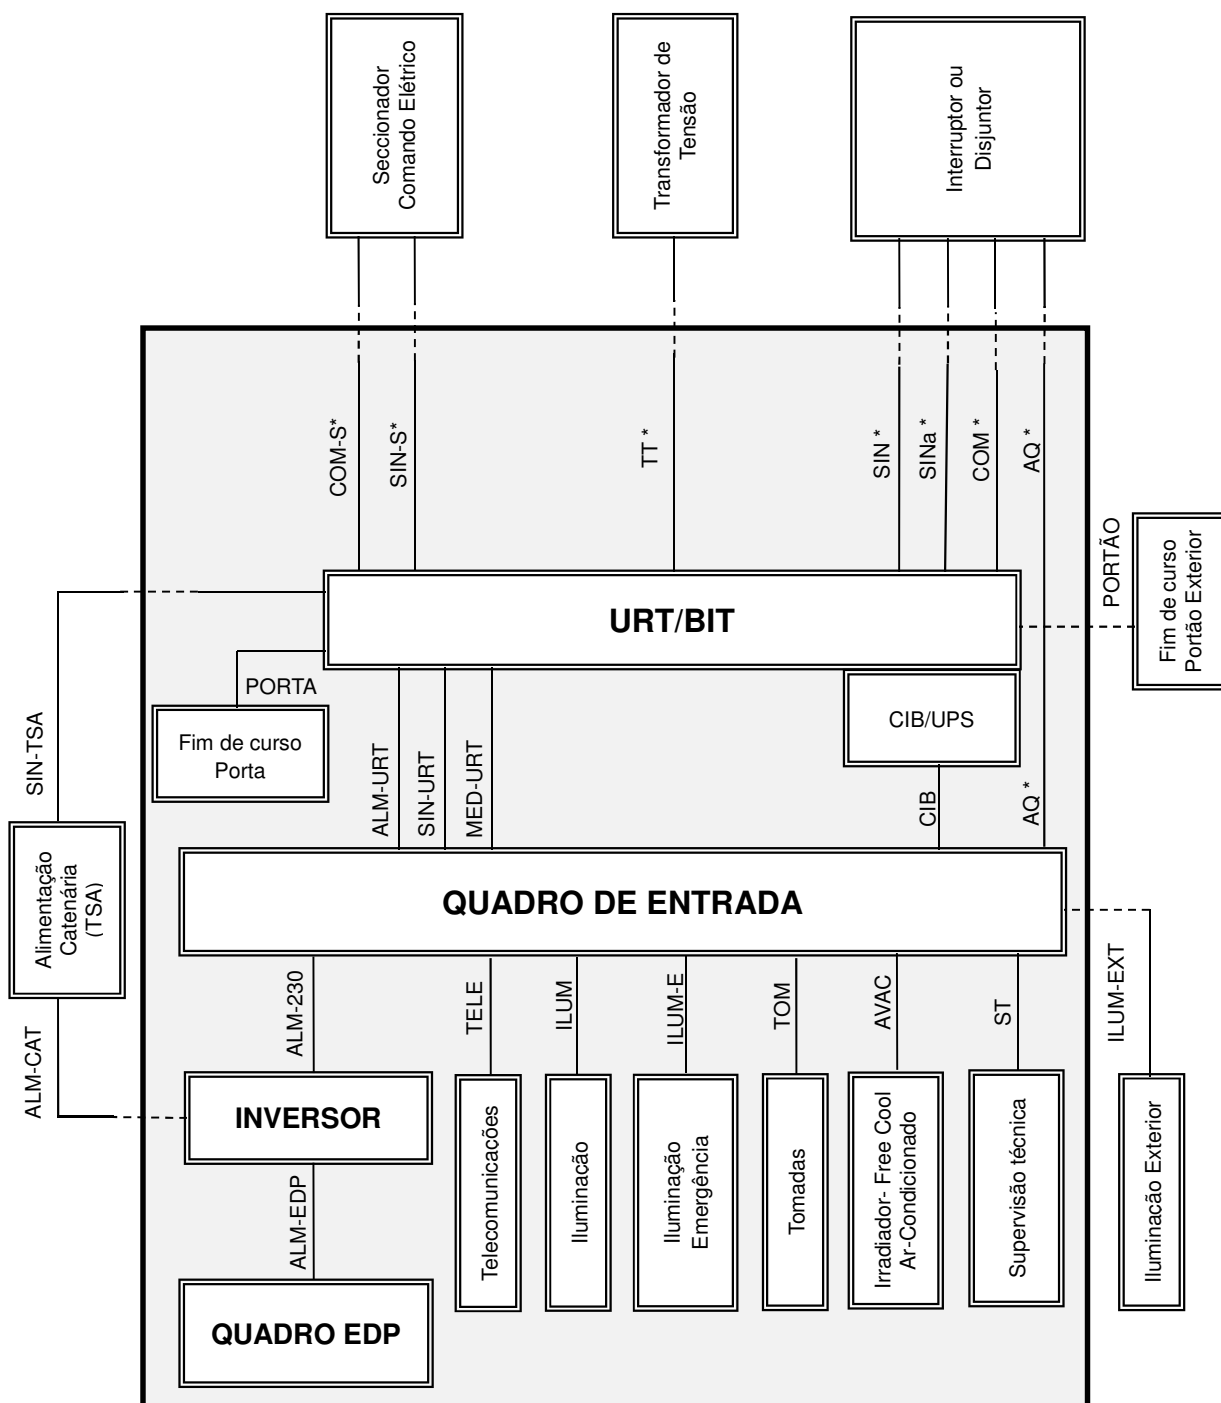 Seccionador
Comando Elétrico
Transformador de
Tensão
Interruptor ou
Disjuntor
COM-S*
SIN-S*
TT *
SIN *
SINa *
COM *
AQ *
PORTÃO
Fim de curso
Portão Exterior
URT/BIT
PORTA
Fim de curso
Porta
CIB/UPS
SIN-TSA
ALM-URT
SIN-URT
MED-URT
CIB
AQ *
Alimentação
Catenária
(TSA)
QUADRO DE ENTRADA
ALM-CAT
ALM-230
TELE
ILUM
ILUM-E
TOM
AVAC
ST
ILUM-EXT
INVERSOR
Telecomunicações
Iluminação
Iluminação
Emergência
Tomadas
Irradiador- Free Cool
Ar-Condicionado
Supervisão técnica
Iluminacão Exterior
ALM-EDP
QUADRO EDP